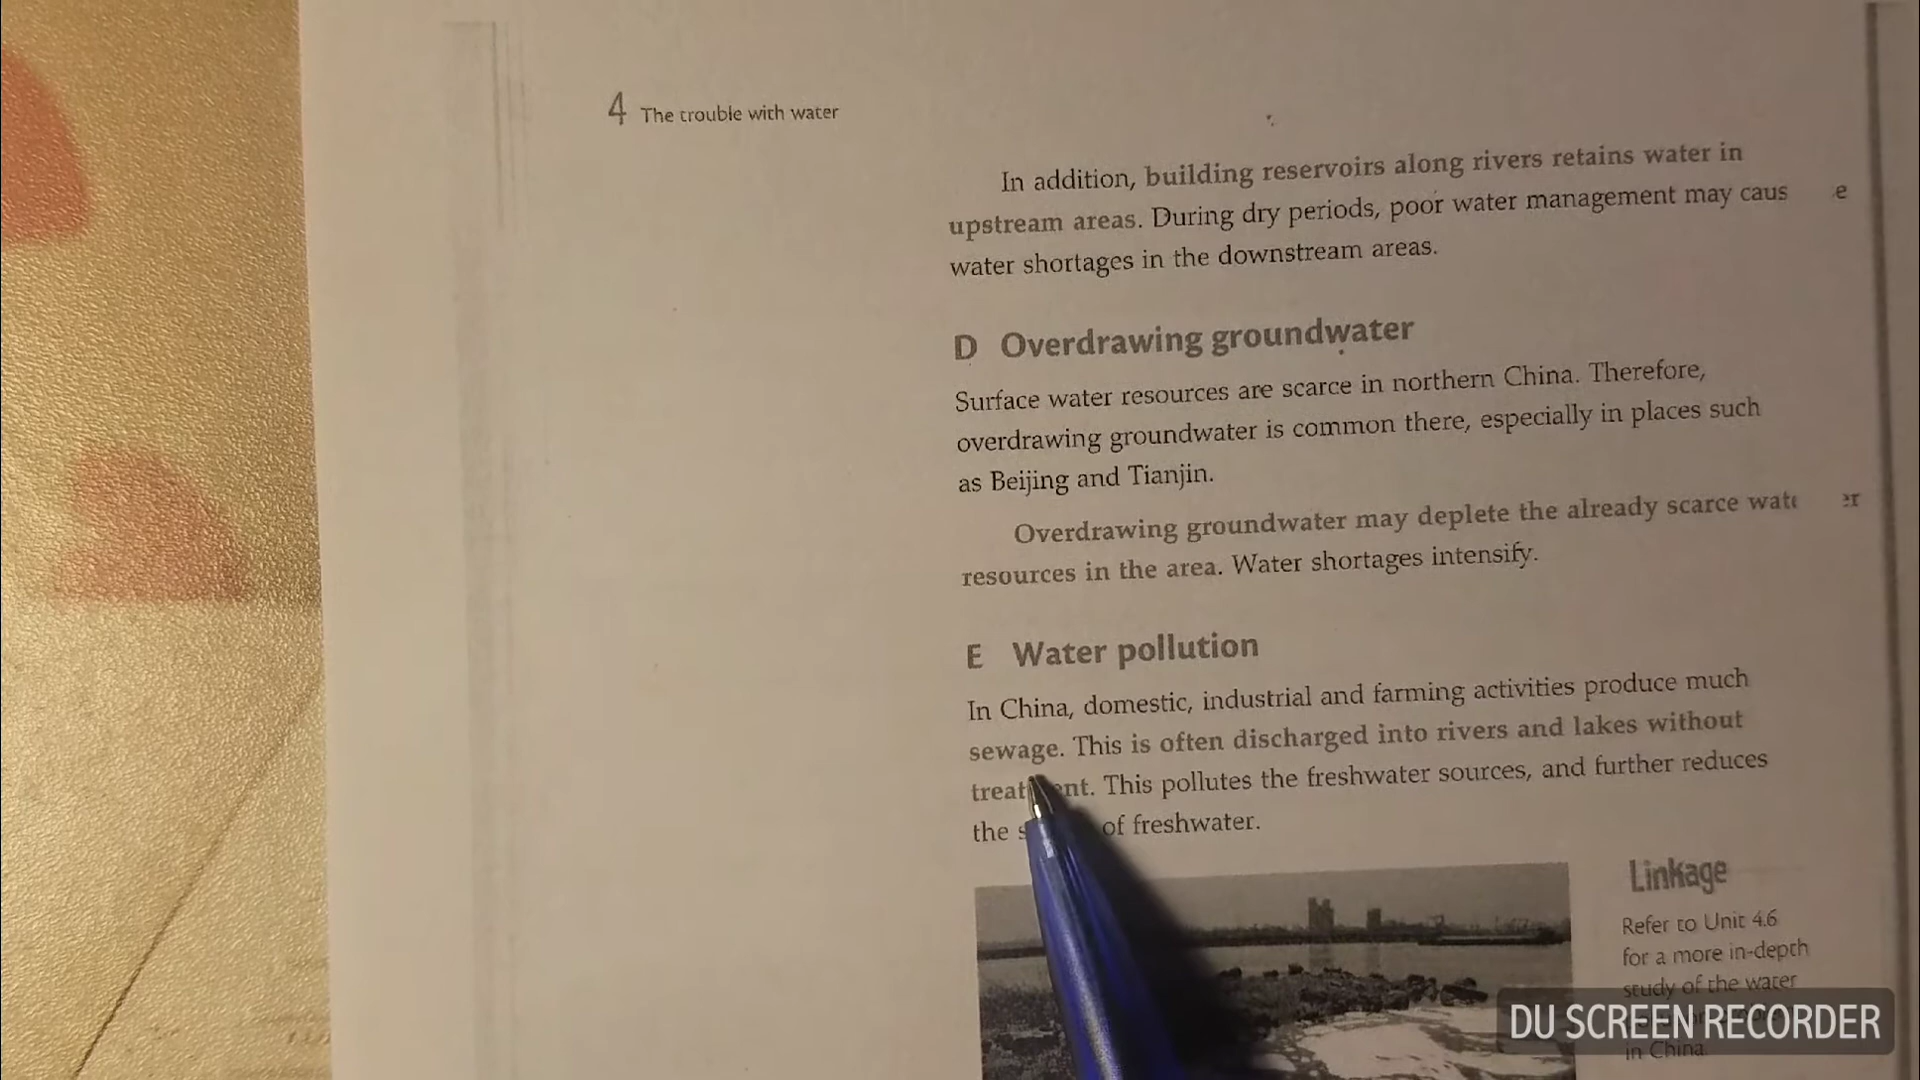 4 The trouble with water
In addition, building reservoirs along rivers retains water in
upstream areas. During dry periods, poor water management may caus e
water shortages in the downstream areas.
D Overdrawing groundwater
Surface water resources are scarce in northern China. Therefore,
overdrawing groundwater is common there, especially in places such
as Beijing and Tianjin.
Overdrawing groundwater may deplete the already scarce wate er
resources in the area. Water shortages intensify.
E Water pollution
In China, domestic, industrial and farming activities produce much
sewage. This is often discharged into rivers and lakes without
treat nt. This pollutes the freshwater sources, and further reduces
the s of freshwater.
Linkage
Refer to Unit 4.6
for a more in-depth
study of the water
in China
DU SCREEN RECORDER